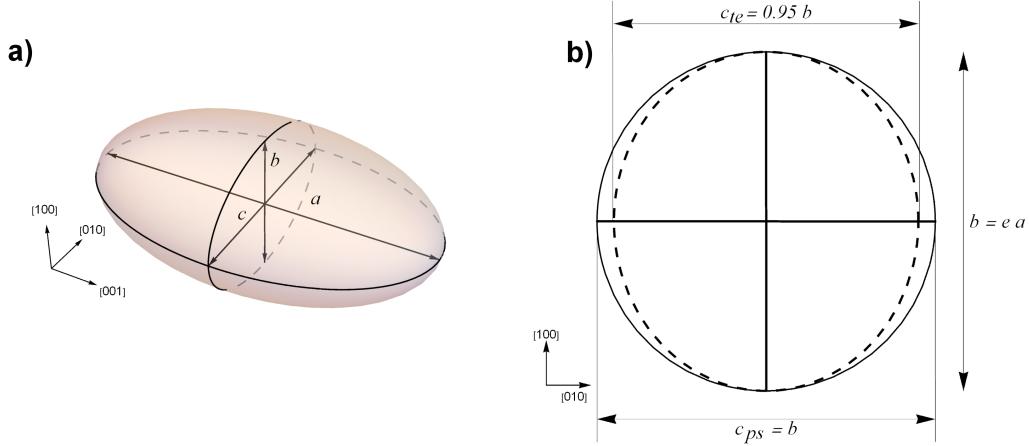 a)
b
a
c
[100]
[010]
[001]
b)
c_te = 0.95 b
b = e a
[100]
[010]
c_ps = b